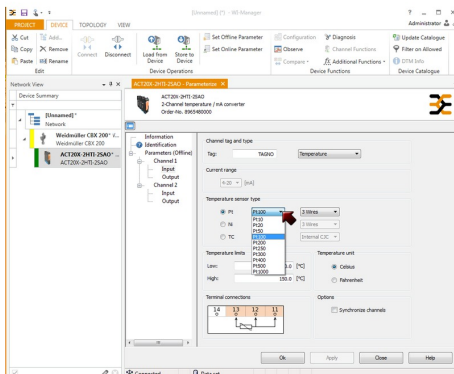 [Unnamed] (*) - WI-Manager
PROJECT DEVICE TOPOLOGY VIEW
Administrator
Cut Add...
Copy Remove
Paste Rename
Connect Disconnect
Load from Device Store to Device
Set Offline Parameter
Set Online Parameter
Configuration Diagnosis
Observe Channel Functions
Compare Additional Functions
Update Catalogue
Filter on Allowed
DTM Info
Edit Device Operations Device Functions Device Catalogue
Network View
Device Summary
[Unnamed]*
Network
Weidmüller CBX 200*
Weidmüller CBX 200
ACT20X-2HTI-2SAO* ...
ACT20X-2HTI-2SAO
ACT20X-2HTI-2SAO - Parameterize
ACT20X-2HTI-2SAO
2-Channel temperature / mA converter
Order-No. 8965480000
Information
Identification
Parameters (Offline)
Channel 1
Input
Output
Channel 2
Input
Output
Channel tag and type
Tag: TAGNO Temperature
Current range
4-20 [mA]
Temperature sensor type
Pt Pt100 3 Wires
Ni 3 Wires
TC Internal CJC
Pt10
Pt20
Pt50
Pt100
Pt200
Pt250
Pt300
Pt400
Pt500
Pt1000
Temperature limits Temperature unit
Low: [°C] Celsius
High: 150.0 [°C] Fahrenheit
Terminal connections Options
14 13 12 11
Synchronize channels
Ok Apply Close Help
Connected Data set